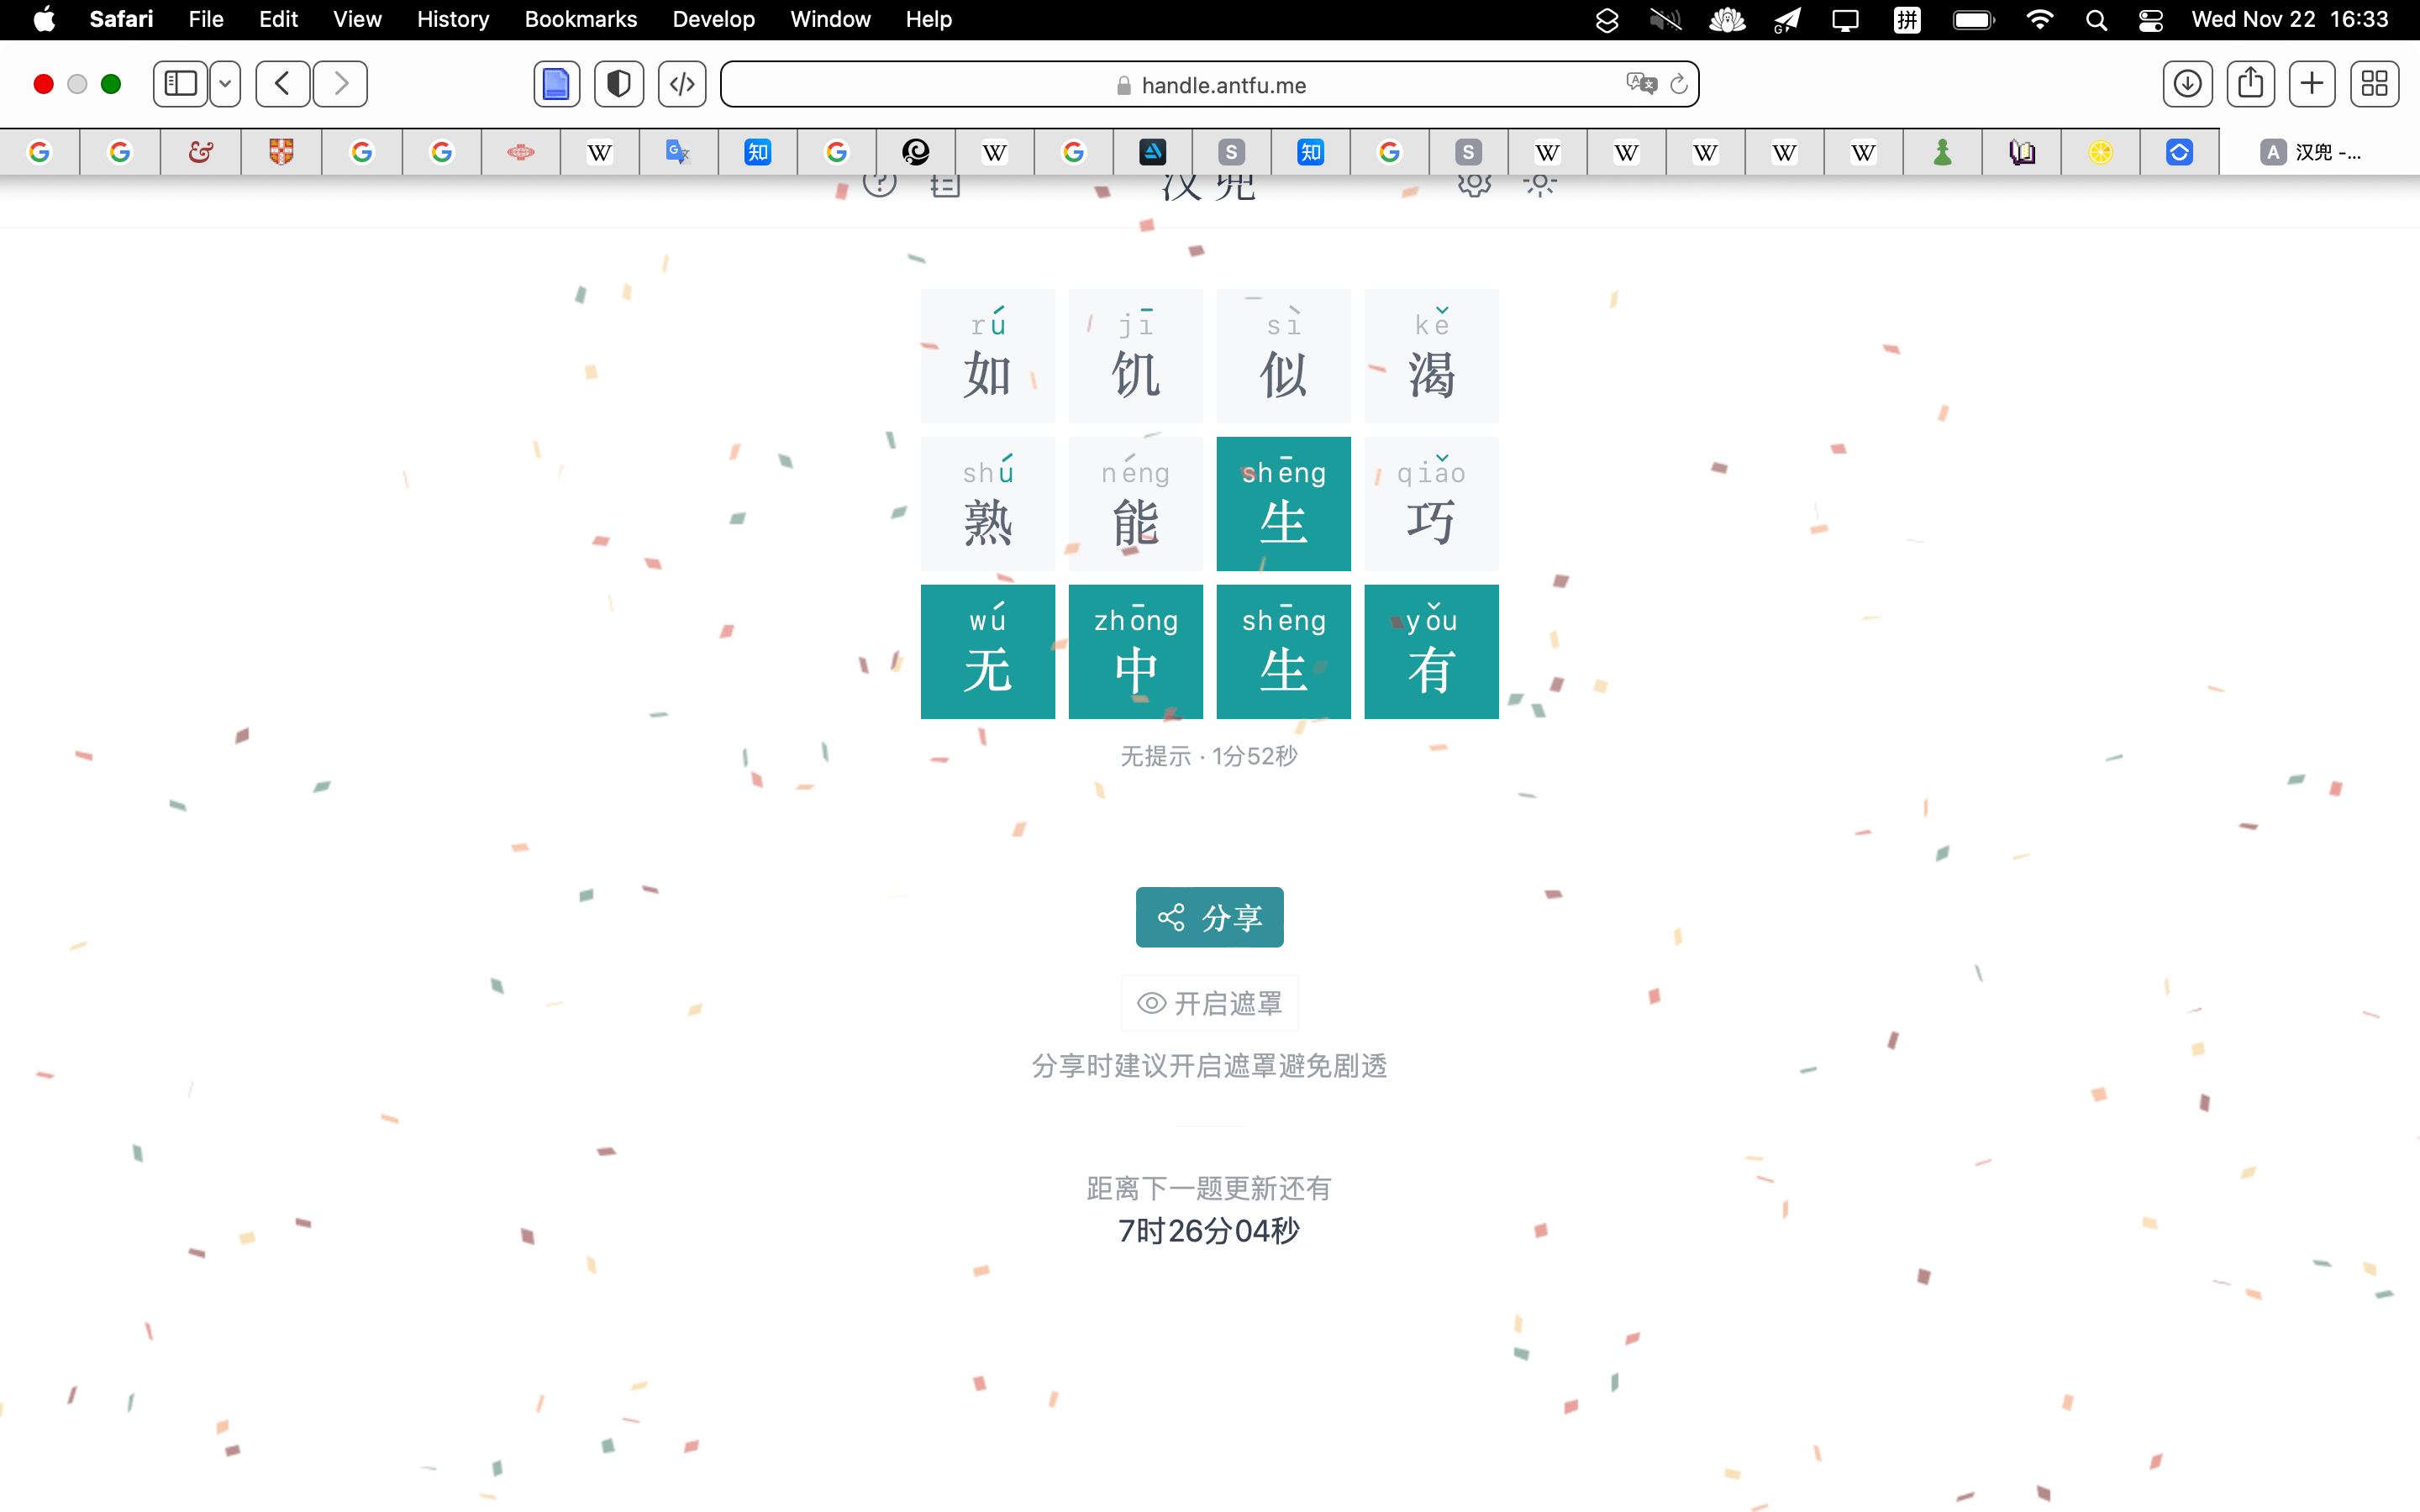 Safari File Edit View History Bookmarks Develop Window Help 拼 Wed Nov 22 16:33
handle.antfu.me
W 知 W S 知 S W W W W W A 汉兜 -...
汉兜
rú jī sì kě
如 饥 似 渴
shú néng shēng qiǎo
熟 能 生 巧
wú zhōng shēng yǒu
无 中 生 有
无提示 · 1分52秒
分享
开启遮罩
分享时建议开启遮罩避免剧透
距离下一题更新还有
7时26分04秒